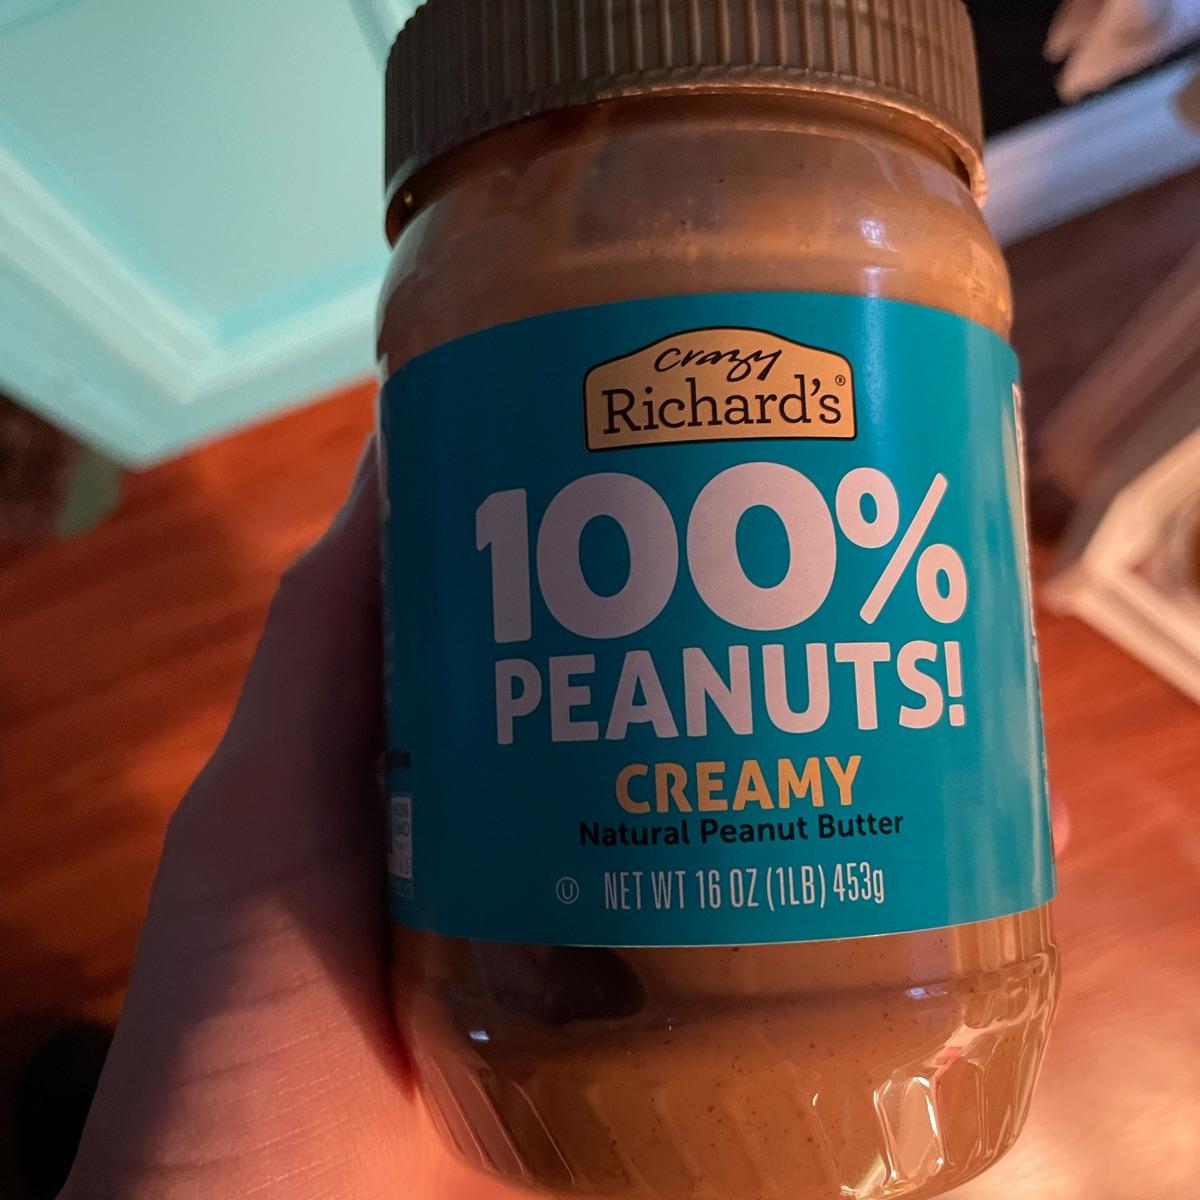 crazy
Richard's®
100%
PEANUTS!
CREAMY
Natural Peanut Butter
U NET WT 16 OZ (1LB) 453g